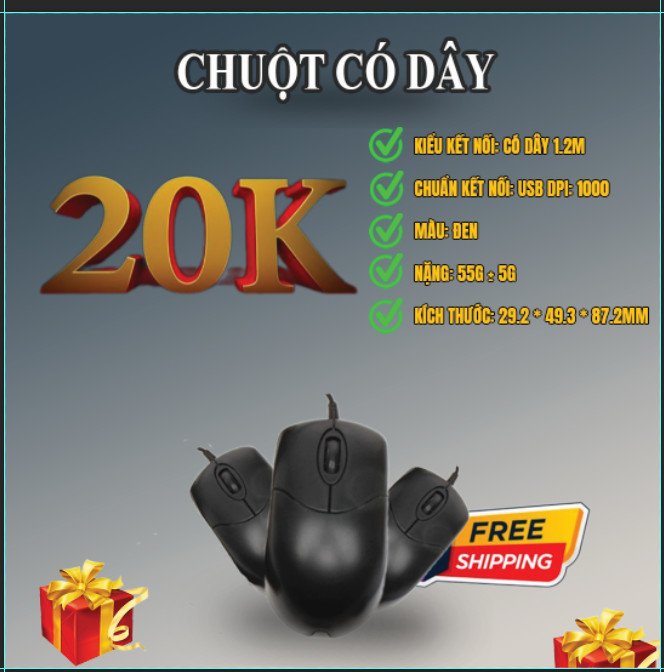 CHUỘT CÓ DÂY
20K
KIỂU KẾT NỐI: CÓ DÂY 1.2M
CHUẨN KẾT NỐI: USB DPI: 1000
MÀU: ĐEN
NẶNG: 55G ± 5G
KÍCH THƯỚC: 29.2 * 49.3 * 87.2MM
FREE
SHIPPING